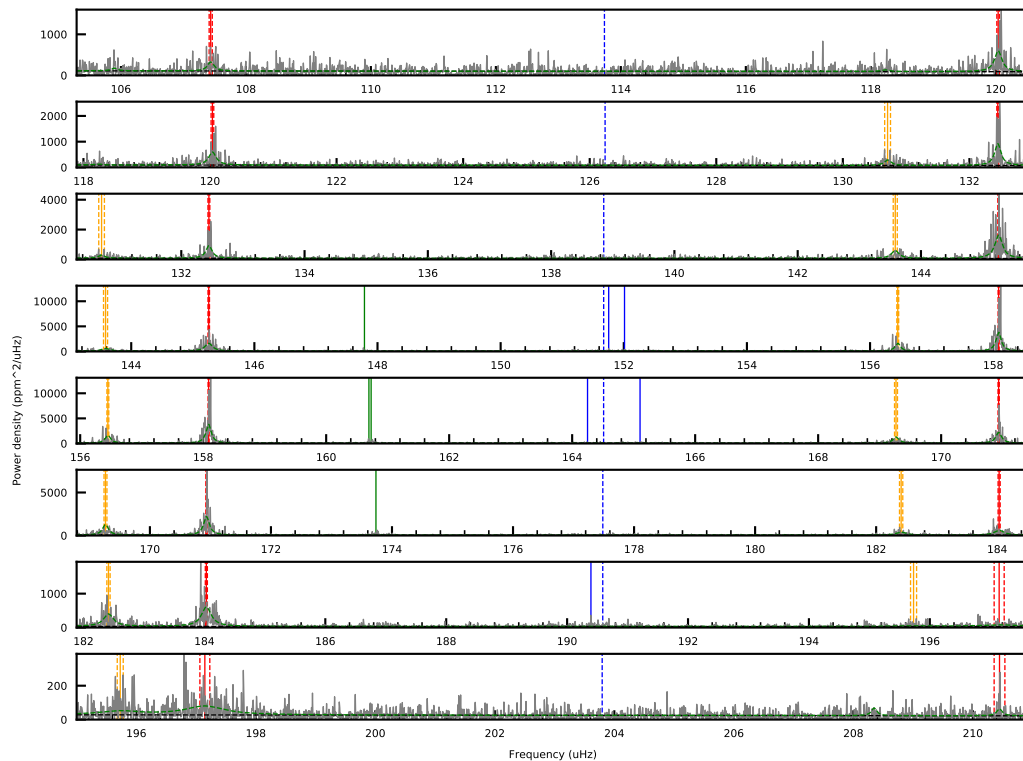 1000
0
106 108 110 112 114 116 118 120
2000
1000
0
118 120 122 124 126 128 130 132
4000
2000
0
132 134 136 138 140 142 144
10000
5000
0
144 146 148 150 152 154 156 158
10000
5000
0
156 158 160 162 164 166 168 170
5000
0
170 172 174 176 178 180 182 184
1000
0
182 184 186 188 190 192 194 196
200
0
196 198 200 202 204 206 208 210
Power density (ppm^2/uHz)
Frequency (uHz)